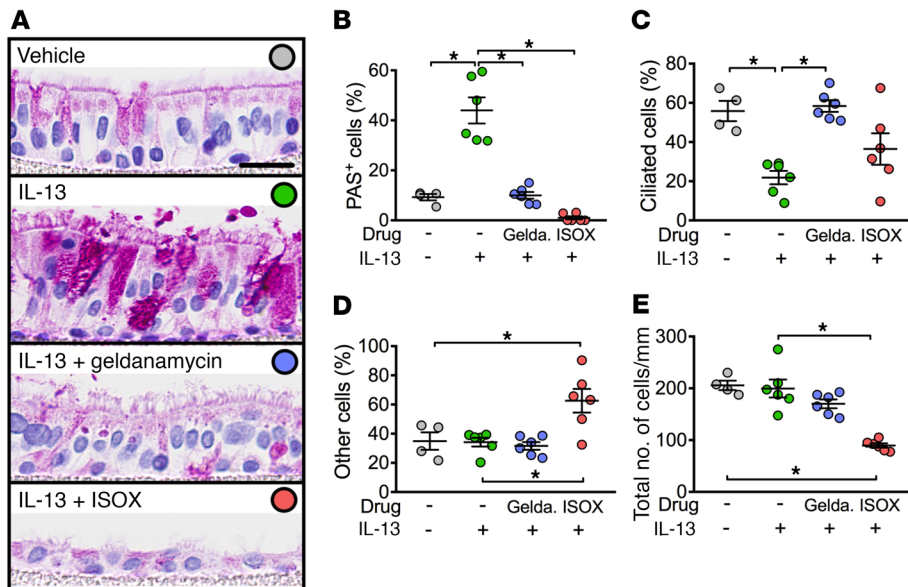 A
Vehicle
IL-13
IL-13 + geldanamycin
IL-13 + ISOX
B
PAS+ cells (%)
60
40
20
0
* * *
Drug - - Gelda. ISOX
IL-13 - + + +
C
Ciliated cells (%)
80
60
40
20
0
* *
Drug - - Gelda. ISOX
IL-13 - + + +
D
Other cells (%)
100
80
60
40
20
0
*
*
Drug - - Gelda. ISOX
IL-13 - + + +
E
Total no. of cells/mm
300
200
100
0
*
*
Drug - - Gelda. ISOX
IL-13 - + + +